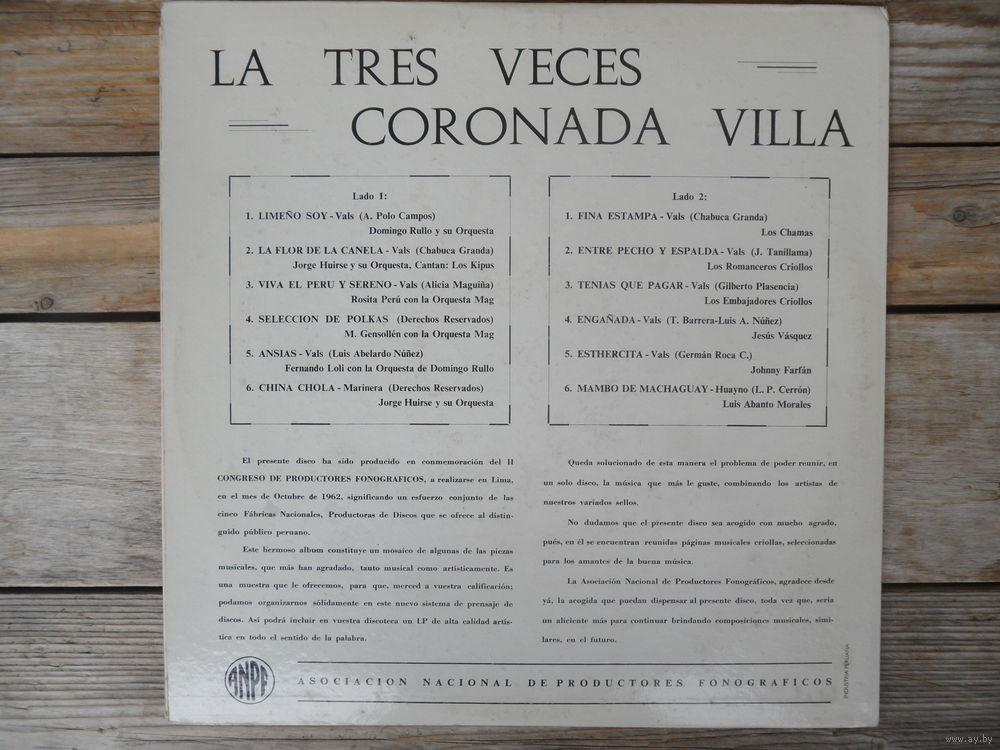 LA TRES VECES
CORONADA VILLA
Lado 1:
1. LIMEÑO SOY - Vals (A. Polo Campos)
Domingo Rullo y su Orquesta
2. LA FLOR DE LA CANELA - Vals (Chabuca Granda)
Jorge Huirse y su Orquesta, Cantan: Los Kipus
3. VIVA EL PERU Y SERENO - Vals (Alicia Maguiña)
Rosita Perú con la Orquesta Mag
4. SELECCION DE POLKAS (Derechos Reservados)
M. Gensollén con la Orquesta Mag
5. ANSIAS - Vals (Luis Abelardo Núñez)
Fernando Loli con la Orquesta de Domingo Rullo
6. CHINA CHOLA - Marinera (Derechos Reservados)
Jorge Huirse y su Orquesta
Lado 2:
1. FINA ESTAMPA - Vals (Chabuca Granda)
Los Chamas
2. ENTRE PECHO Y ESPALDA - Vals (J. Tanillama)
Los Romanceros Criollos
3. TENIAS QUE PAGAR - Vals (Gilberto Plasencia)
Los Embajadores Criollos
4. ENGAÑADA - Vals (T. Barrera-Luis A. Núñez)
Jesús Vásquez
5. ESTHERCITA - Vals (Germán Roca C.)
Johnny Farfán
6. MAMBO DE MACHAGUAY - Huayno (L. P. Cerrón)
Luis Abanto Morales
El presente disco ha sido producido en conmemoración del II
CONGRESO DE PRODUCTORES FONOGRAFICOS, a realizarse en Lima,
en el mes de Octubre de 1962, significando un esfuerzo conjunto de las
cinco Fábricas Nacionales, Productoras de Discos que se ofrece al distin-
guido público peruano.
Este hermoso album constituye un mosaico de algunas de las piezas
musicales, que más han agradado, tauto musical como artísticamente. Es
una muestra que le ofrecemos, para que, merced a vuestra calificación;
podamos organizarnos sólidamente en este nuevo sistema de prensaje de
discos. Así podrá incluir en vuestra discoteca un LP de alta calidad artís-
tica en todo el sentido de la palabra.
Queda solucionado de esta manera el problema de poder reunir, en
un solo disco, la música que más le guste, combinando los artistas de
nuestros variados sellos.
No dudamos que el presente disco sea acogido con mucho agrado,
pués, en él se encuentran reunidas páginas musicales criollas, seleccionadas
para los amantes de la buena música.
La Asociación Nacional de Productores Fonográficos, agradece desde
yá, la acogida que puedan dispensar al presente disco, toda vez que, sería
un aliciente más para continuar brindando composiciones musicales, simi-
lares, en el futuro.
ANPF
ASOCIACION NACIONAL DE PRODUCTORES FONOGRAFICOS
INDUSTRIA PERUANA
www.ay.by